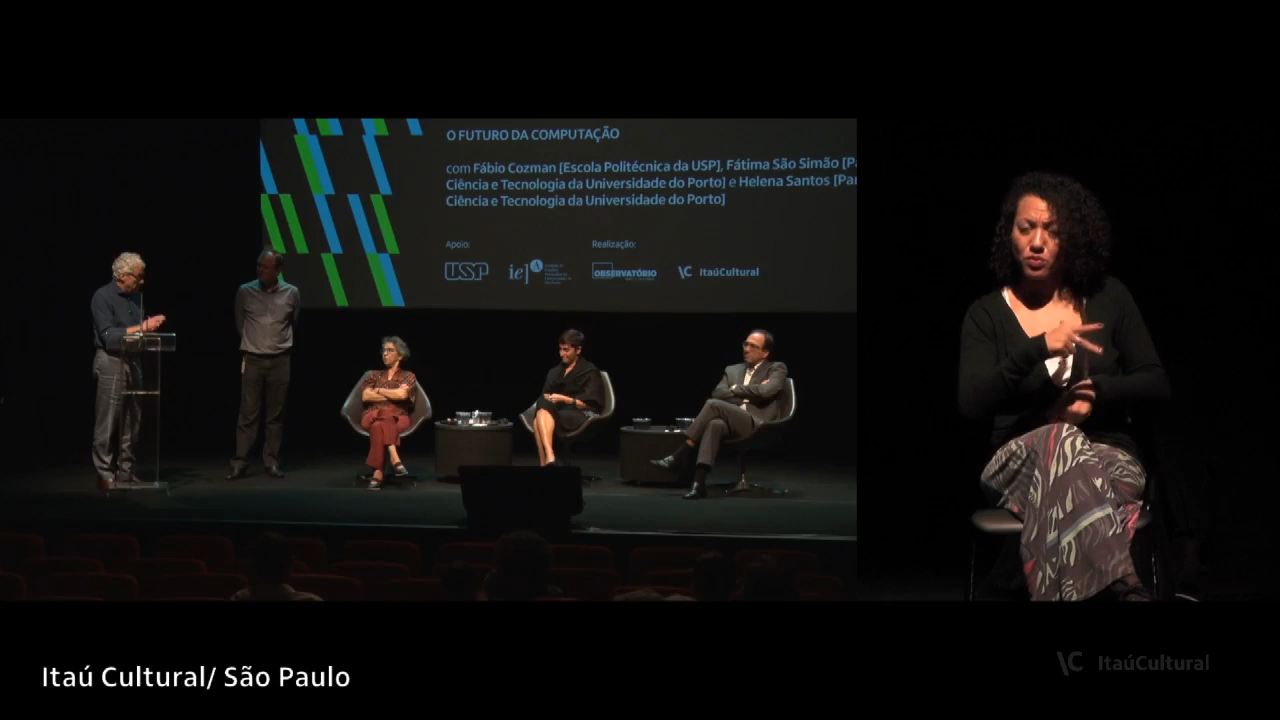 O FUTURO DA COMPUTAÇÃO
com Fábio Cozman [Escola Politécnica da USP], Fátima São Simão [Pa
Ciência e Tecnologia da Universidade do Porto] e Helena Santos [Par
Ciência e Tecnologia da Universidade do Porto]
Apoio:
Realização:
USP
iea
OBSERVATÓRIO
ItaúCultural
Itaú Cultural/ São Paulo
ItaúCultural